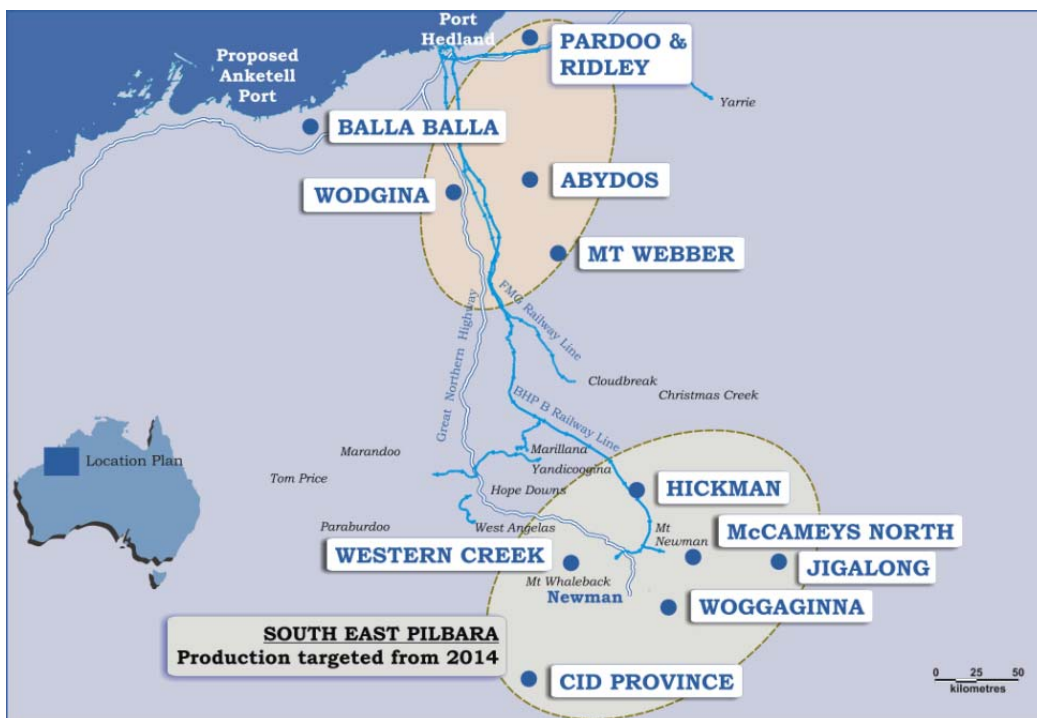 Port
Hedland
PARDOO &
RIDLEY
Proposed
Anketell
Port
Yarrie
BALLA BALLA
WODGINA
ABYDOS
MT WEBBER
Great Northern Highway
FMG Railway Line
Cloudbreak
Christmas Creek
BHP B Railway Line
Location Plan
Marandoo
Marillana
Yandicoogina
Tom Price
Hope Downs
HICKMAN
Paraburdoo
West Angelas
Mt
Newman
McCAMEYS NORTH
WESTERN CREEK
JIGALONG
Mt Whaleback
Newman
WOGGAGINNA
SOUTH EAST PILBARA
Production targeted from 2014
CID PROVINCE
0 25 50
kilometres